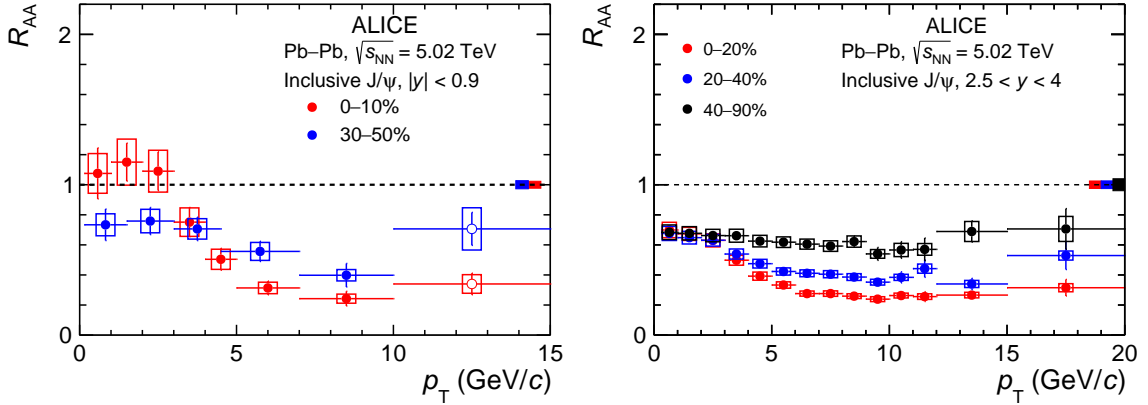 R_AA
2
1
0
ALICE
Pb–Pb, √s_NN = 5.02 TeV
Inclusive J/ψ, |y| < 0.9
0–10%
30–50%
0 5 10 15
p_T (GeV/c)
R_AA
2
1
0
ALICE
Pb–Pb, √s_NN = 5.02 TeV
Inclusive J/ψ, 2.5 < y < 4
0–20%
20–40%
40–90%
0 5 10 15 20
p_T (GeV/c)